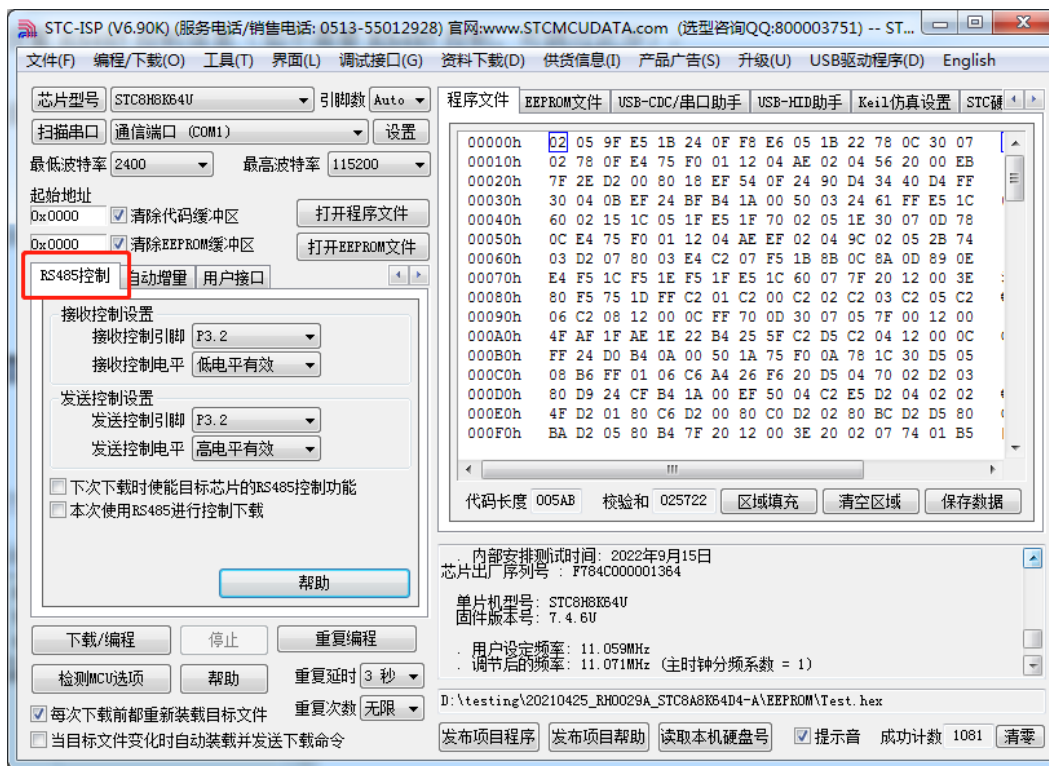 STC-ISP (V6.90K) (服务电话/销售电话: 0513-55012928) 官网:www.STCMCUDATA.com (选型咨询QQ:800003751) -- ST...
文件(F) 编程/下载(O) 工具(T) 界面(L) 调试接口(G) 资料下载(D) 供货信息(I) 产品广告(S) 升级(U) USB驱动程序(D) English
芯片型号 STC8H8K64U 引脚数 Auto
扫描串口 通信端口 (COM1) 设置
最低波特率 2400 最高波特率 115200
起始地址
0x0000 清除代码缓冲区 打开程序文件
0x0000 清除EEPROM缓冲区 打开EEPROM文件
RS485控制 自动增量 用户接口
接收控制设置
接收控制引脚 P3.2
接收控制电平 低电平有效
发送控制设置
发送控制引脚 P3.2
发送控制电平 高电平有效
下次下载时使能目标芯片的RS485控制功能
本次使用RS485进行控制下载
帮助
下载/编程 停止 重复编程
检测MCU选项 帮助 重复延时 3 秒
每次下载前都重新装载目标文件 重复次数 无限
当目标文件变化时自动装载并发送下载命令
程序文件 EEPROM文件 USB-CDC/串口助手 USB-HID助手 Keil仿真设置 STC硬
00000h 02 05 9F E5 1B 24 0F F8 E6 05 1B 22 78 0C 30 07
00010h 02 78 0F E4 75 F0 01 12 04 AE 02 04 56 20 00 EB
00020h 7F 2E D2 00 80 18 EF 54 0F 24 90 D4 34 40 D4 FF
00030h 30 04 0B EF 24 BF B4 1A 00 50 03 24 61 FF E5 1C
00040h 60 02 15 1C 05 1F E5 1F 70 02 05 1E 30 07 0D 78
00050h 0C E4 75 F0 01 12 04 AE EF 02 04 9C 02 05 2B 74
00060h 03 D2 07 80 03 E4 C2 07 F5 1B 8B 0C 8A 0D 89 0E
00070h E4 F5 1C F5 1E F5 1F E5 1C 60 07 7F 20 12 00 3E
00080h 80 F5 75 1D FF C2 01 C2 00 C2 02 C2 03 C2 05 C2
00090h 06 C2 08 12 00 0C FF 70 0D 30 07 05 7F 00 12 00
000A0h 4F AF 1F AE 1E 22 B4 25 5F C2 D5 C2 04 12 00 0C
000B0h FF 24 D0 B4 0A 00 50 1A 75 F0 0A 78 1C 30 D5 05
000C0h 08 B6 FF 01 06 C6 A4 26 F6 20 D5 04 70 02 D2 03
000D0h 80 D9 24 CF B4 1A 00 EF 50 04 C2 E5 D2 04 02 02
000E0h 4F D2 01 80 C6 D2 00 80 C0 D2 02 80 BC D2 D5 80
000F0h BA D2 05 80 B4 7F 20 12 00 3E 20 02 07 74 01 B5
代码长度 005AB 校验和 025722 区域填充 清空区域 保存数据
. 内部安排测试时间: 2022年9月15日
芯片出厂序列号 : F784C000001364
单片机型号: STC8H8K64U
固件版本号: 7.4.6U
. 用户设定频率: 11.059MHz
. 调节后的频率: 11.071MHz (主时钟分频系数 = 1)
D:\testing\20210425_RH0029A_STC8A8K64D4-A\EEPROM\Test.hex
发布项目程序 发布项目帮助 读取本机硬盘号 提示音 成功计数 1081 清零